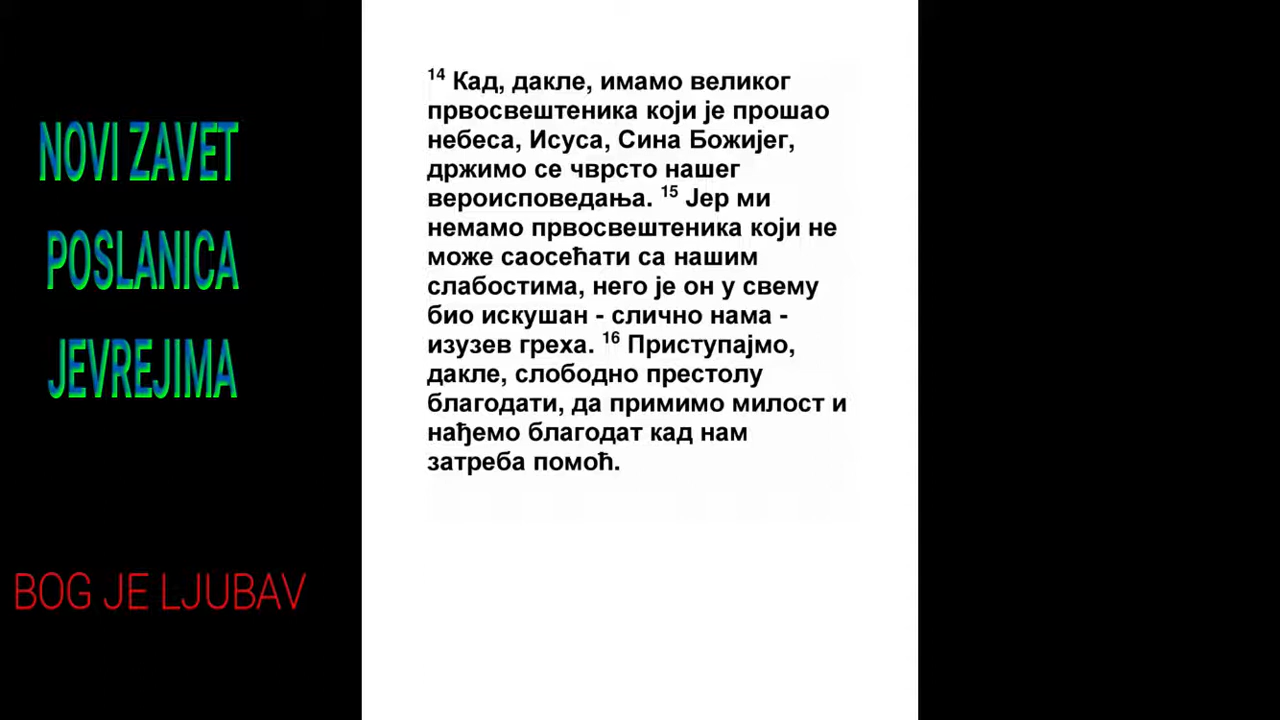 NOVI ZAVET
POSLANICA
JEVREJIMA
BOG JE LJUBAV
14 Кад, дакле, имамо великог
првосвештеника који је прошао
небеса, Исуса, Сина Божијег,
држимо се чврсто нашег
вероисповедања. 15 Јер ми
немамо првосвештеника који не
може саосећати са нашим
слабостима, него је он у свему
био искушан - слично нама -
изузев греха. 16 Приступајмо,
дакле, слободно престолу
благодати, да примимо милост и
нађемо благодат кад нам
затреба помоћ.